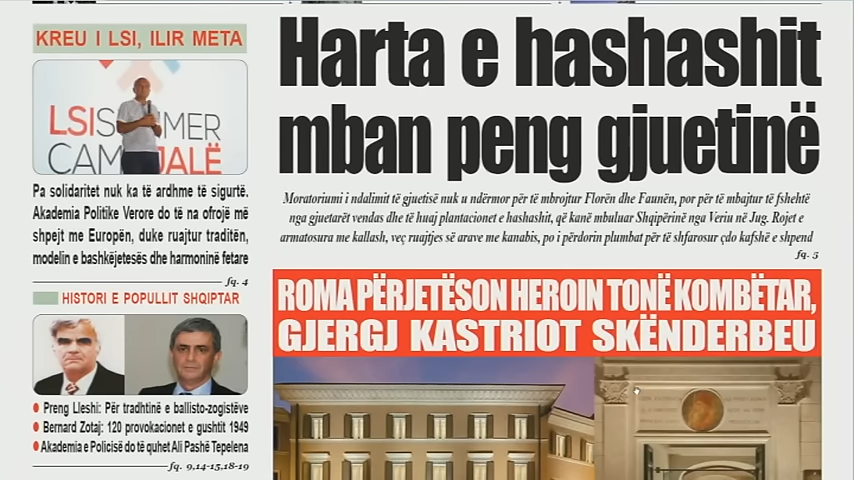 KREU I LSI, ILIR META
LSI
CAM JALË
Pa solidaritet nuk ka të ardhme të sigurtë.
Akademia Politike Verore do të na ofrojë më
shpejt me Europën, duke ruajtur traditën,
modelin e bashkëjetesës dhe harmoninë fetare
fq. 4
HISTORI E POPULLIT SHQIPTAR
Preng Lleshi: Për tradhtinë e ballisto-zogistëve
Bernard Zotaj: 120 provokacionet e gushtit 1949
Akademia e Policisë do të quhet Ali Pashë Tepelena
fq. 9,14-15,18-19
Harta e hashashit
mban peng gjuetinë
Moratoriumi i ndalimit të gjuetisë nuk u ndërmor për të mbrojtur Florën dhe Faunën, por për të mbajtur të fshehtë
nga gjuetarët vendas dhe të huaj plantacionet e hashashit, që kanë mbuluar Shqipërinë nga Veriu në Jug. Rojet e
armatosura me kallash, veç ruajtjes së arave me kanabis, po i përdorin plumbat për të shfarosur çdo kafshë e shpend
fq. 5
ROMA PËRJETËSON HEROIN TONË KOMBËTAR,
GJERGJ KASTRIOT SKËNDERBEU